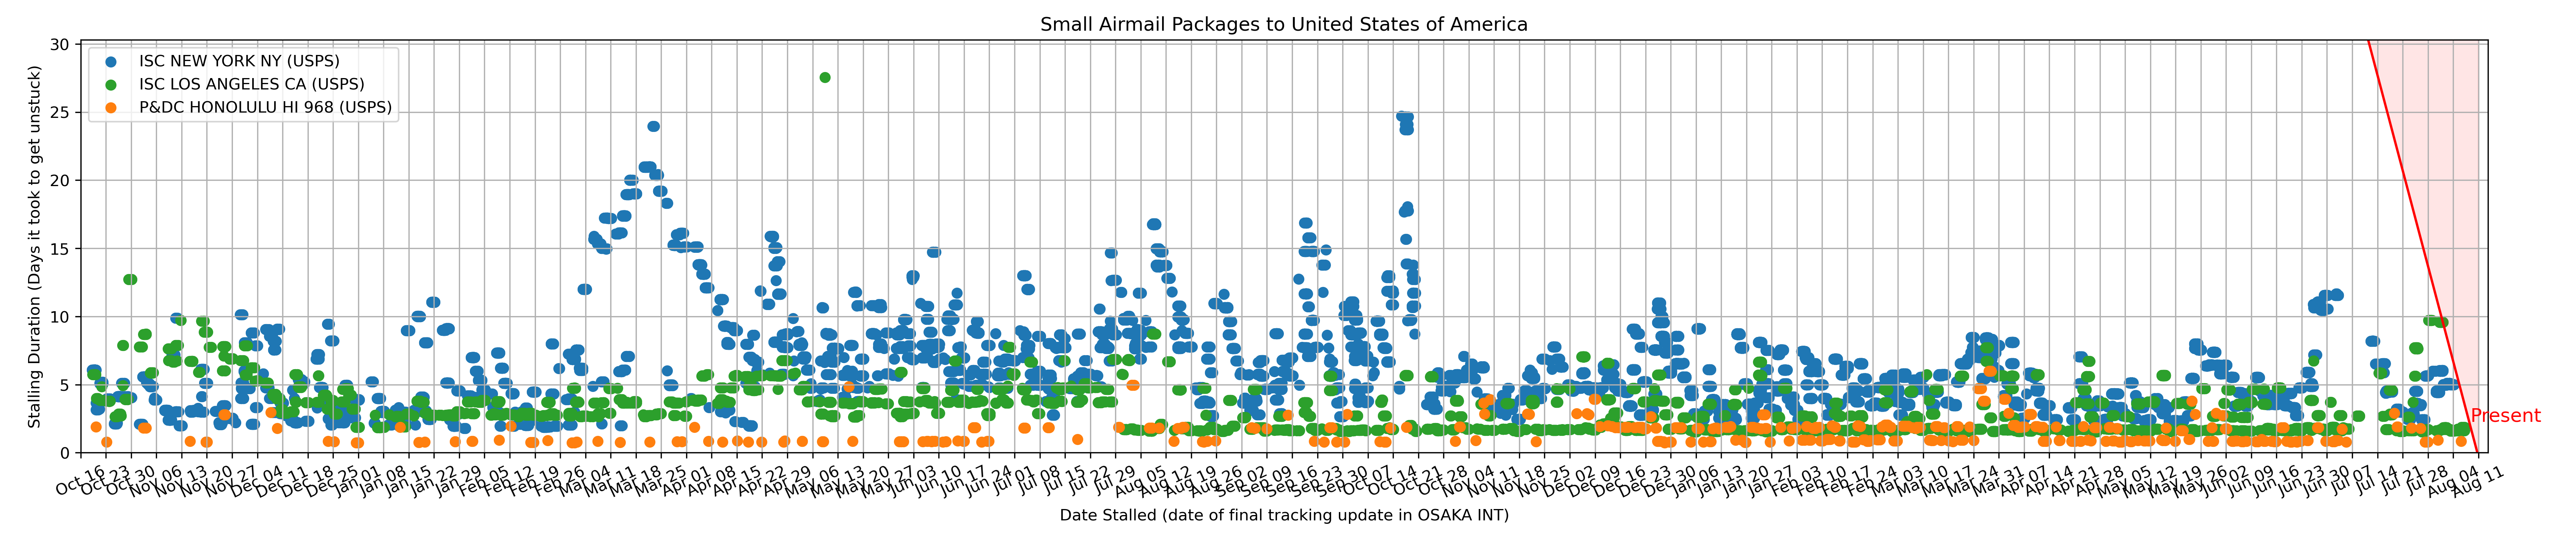 Small Airmail Packages to United States of America
ISC NEW YORK NY (USPS)
ISC LOS ANGELES CA (USPS)
P&DC HONOLULU HI 968 (USPS)
Stalling Duration (Days it took to get unstuck)
30
25
20
15
10
5
0
Present
Oct 16
Oct 23
Oct 30
Nov 06
Nov 13
Nov 20
Nov 27
Dec 04
Dec 11
Dec 18
Dec 25
Jan 01
Jan 08
Jan 15
Jan 22
Jan 29
Feb 05
Feb 12
Feb 19
Feb 26
Mar 04
Mar 11
Mar 18
Mar 25
Apr 01
Apr 08
Apr 15
Apr 22
Apr 29
May 06
May 13
May 20
May 27
Jun 03
Jun 10
Jun 17
Jun 24
Jul 01
Jul 08
Jul 15
Jul 22
Jul 29
Aug 05
Aug 12
Aug 19
Aug 26
Sep 02
Sep 09
Sep 16
Sep 23
Sep 30
Oct 07
Oct 14
Oct 21
Oct 28
Nov 04
Nov 11
Nov 18
Nov 25
Dec 02
Dec 09
Dec 16
Dec 23
Dec 30
Jan 06
Jan 13
Jan 20
Jan 27
Feb 03
Feb 10
Feb 17
Feb 24
Mar 03
Mar 10
Mar 17
Mar 24
Mar 31
Apr 07
Apr 14
Apr 21
Apr 28
May 05
May 12
May 19
May 26
Jun 02
Jun 09
Jun 16
Jun 23
Jun 30
Jul 07
Jul 14
Jul 21
Jul 28
Aug 04
Aug 11
Date Stalled (date of final tracking update in OSAKA INT)